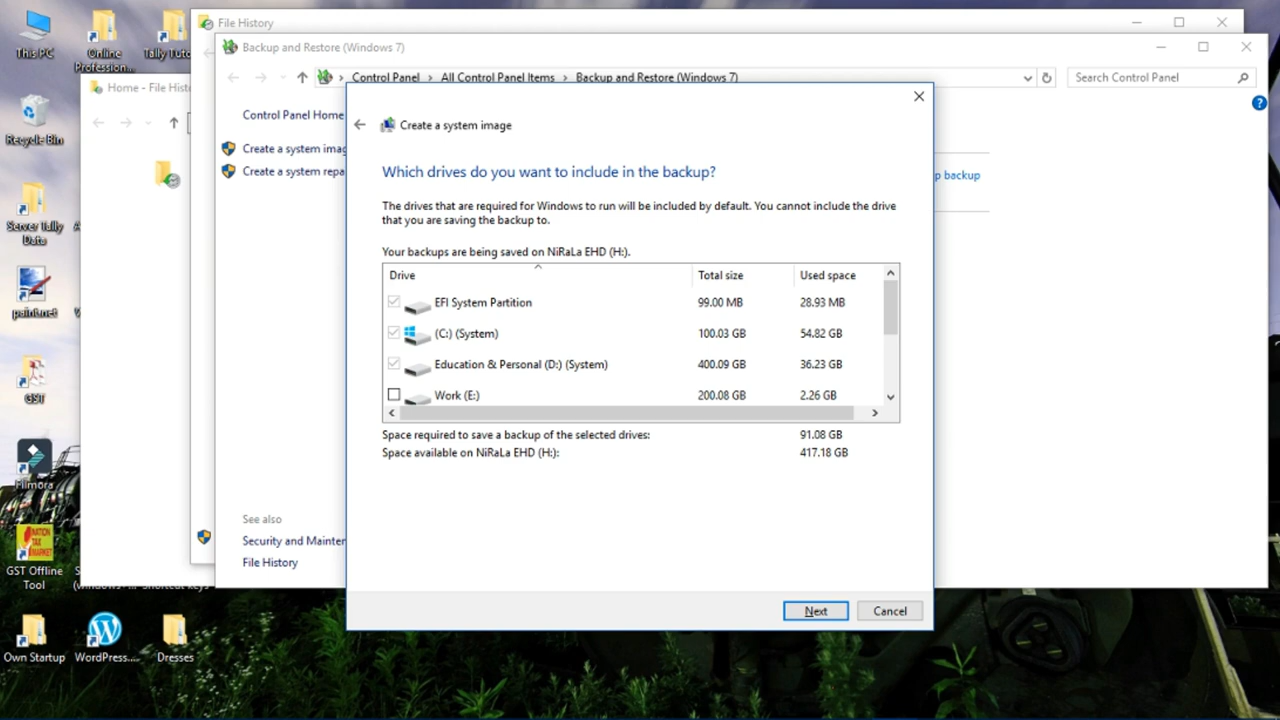 This PC
Online
Profession...
Tally Tuto
Recycle Bin
Server Tally
Data
paint.net
GST
Filmora
GST Offline
Tool
Own Startup
WordPress....
Dresses
File History
Home - File Hist
Backup and Restore (Windows 7)
Control Panel > All Control Panel Items > Backup and Restore (Windows 7)
Search Control Panel
Control Panel Home
Create a system imag
Create a system repa
p backup
See also
Security and Mainten
File History
Create a system image
Which drives do you want to include in the backup?
The drives that are required for Windows to run will be included by default. You cannot include the drive
that you are saving the backup to.
Your backups are being saved on NiRaLa EHD (H:).
Drive Total size Used space
EFI System Partition 99.00 MB 28.93 MB
(C:) (System) 100.03 GB 54.82 GB
Education & Personal (D:) (System) 400.09 GB 36.23 GB
Work (E:) 200.08 GB 2.26 GB
Space required to save a backup of the selected drives: 91.08 GB
Space available on NiRaLa EHD (H:): 417.18 GB
Next
Cancel